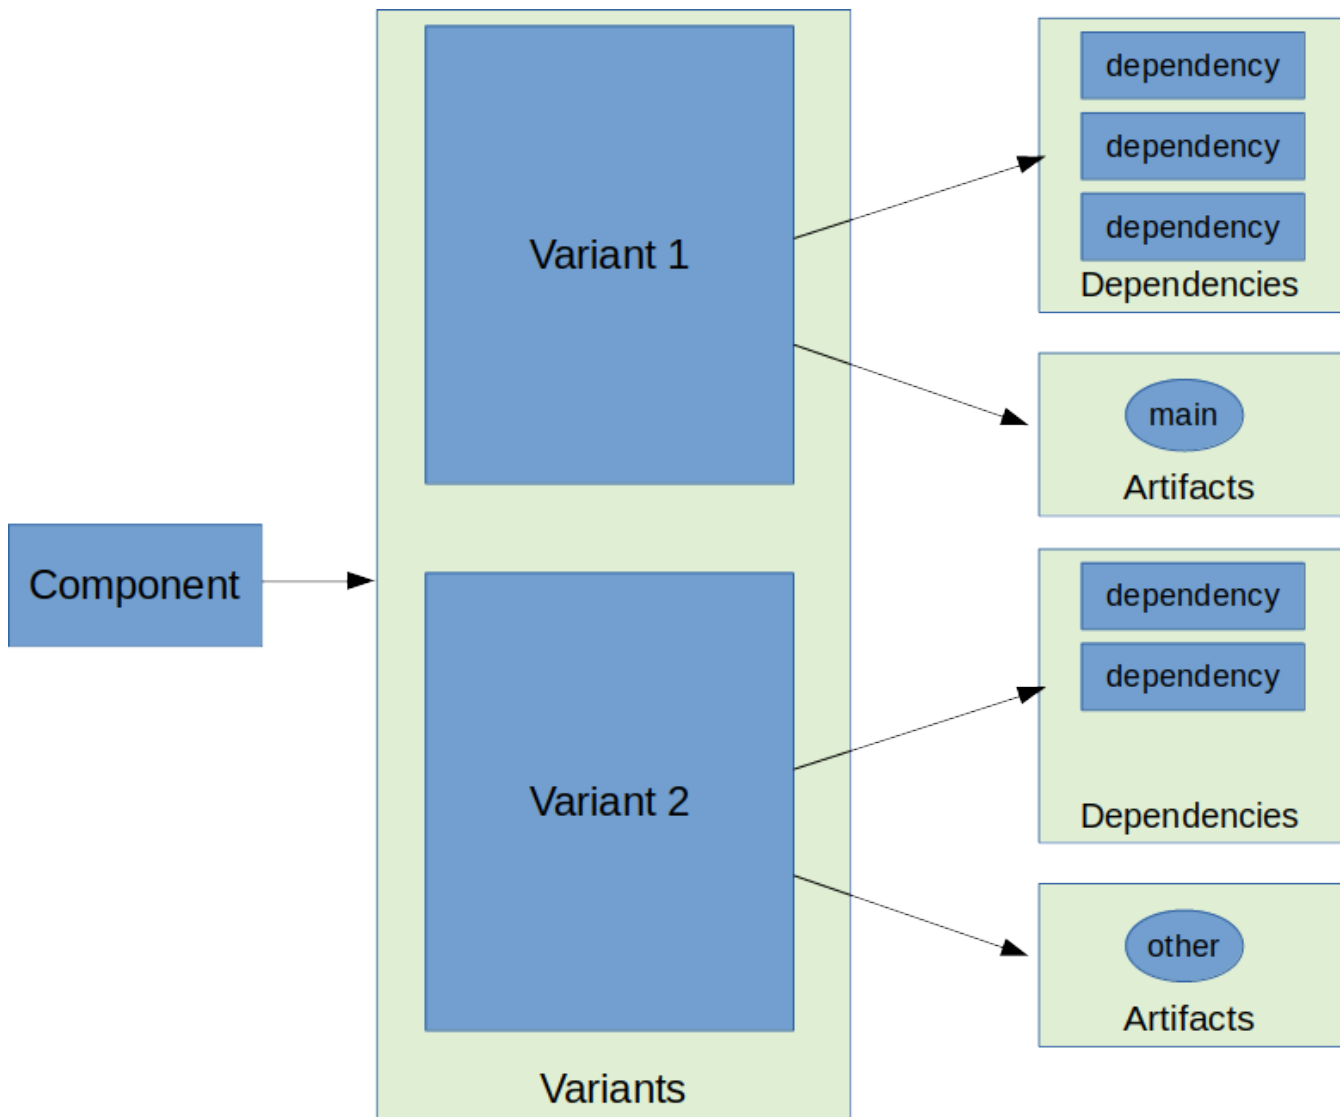 Component
Variant 1
Variant 2
Variants
dependency
dependency
dependency
Dependencies
main
Artifacts
dependency
dependency
Dependencies
other
Artifacts